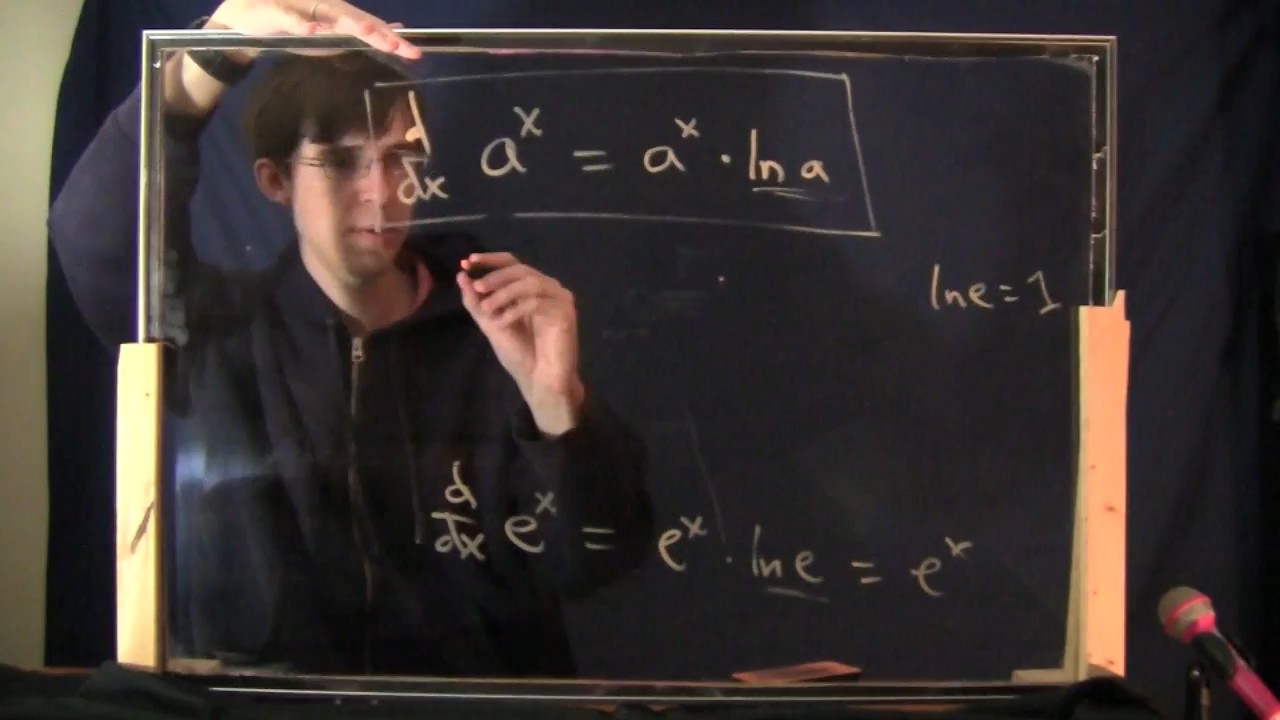 d/dx a^x = a^x · ln a
ln e = 1
d/dx e^x = e^x · ln e = e^x